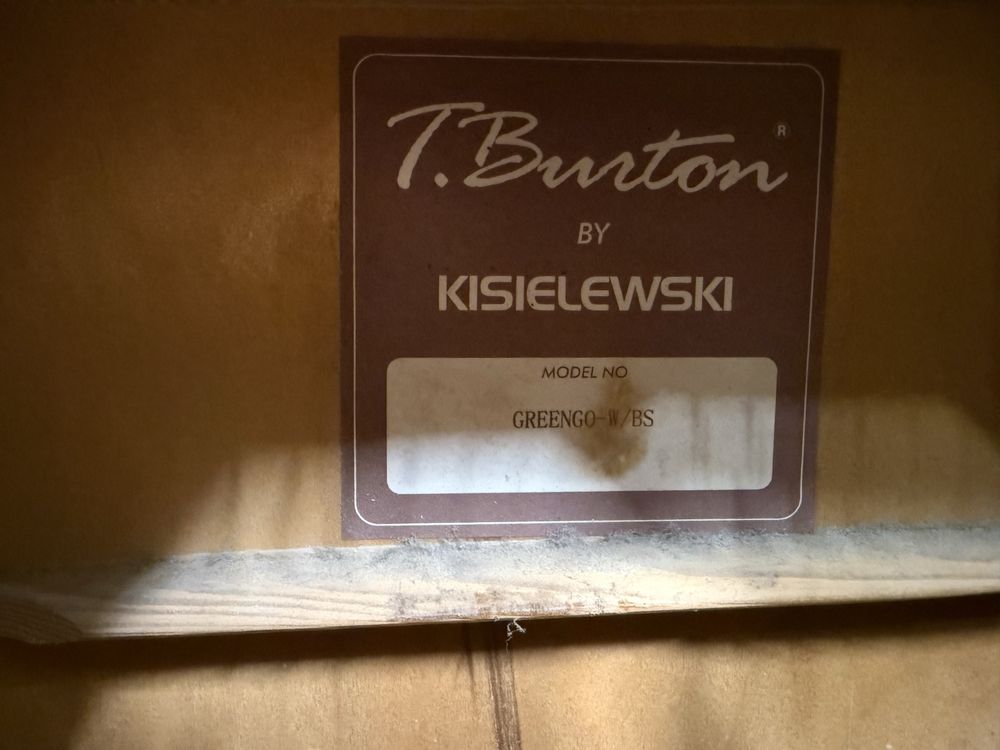 T.Burton ®
BY
KISIELEWSKI
MODEL NO
GREENGO-W/BS